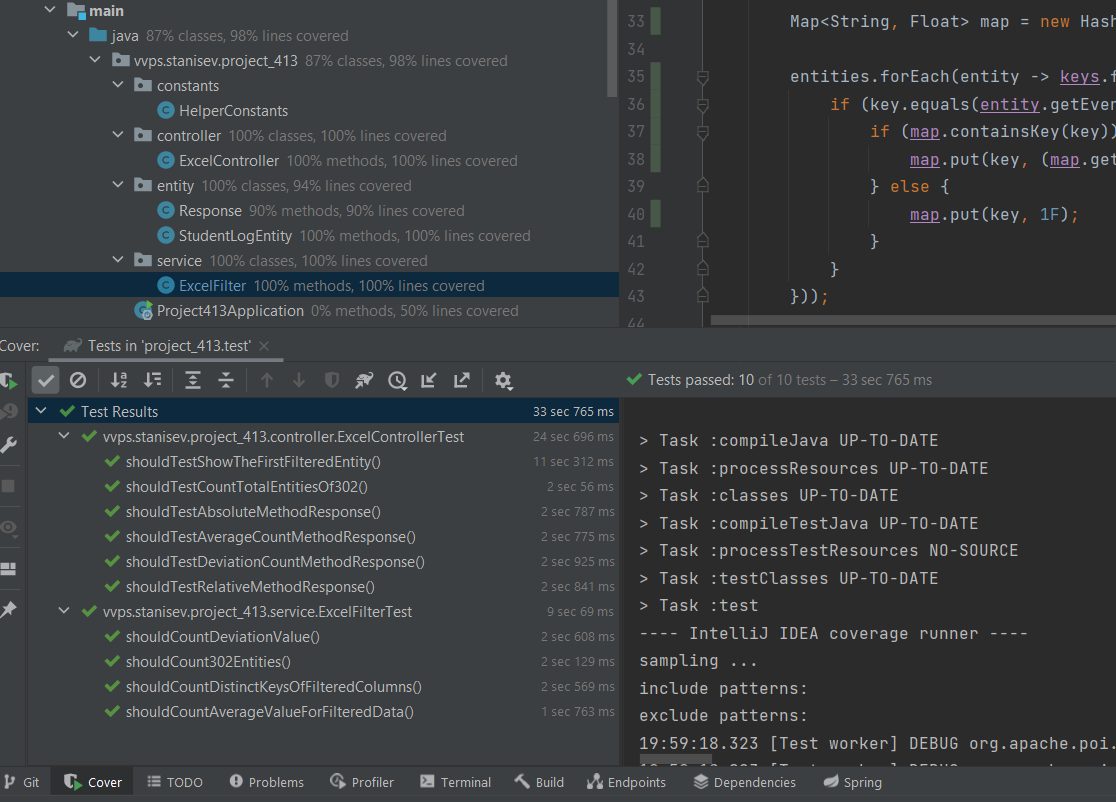 main
java 87% classes, 98% lines covered
vvps.stanisev.project_413 87% classes, 98% lines covered
constants
HelperConstants
controller 100% classes, 100% lines covered
ExcelController 100% methods, 100% lines covered
entity 100% classes, 94% lines covered
Response 90% methods, 90% lines covered
StudentLogEntity 100% methods, 100% lines covered
service 100% classes, 100% lines covered
ExcelFilter 100% methods, 100% lines covered
Project413Application 0% methods, 50% lines covered
33 Map<String, Float> map = new Hash
34
35 entities.forEach(entity -> keys.f
36 if (key.equals(entity.getEven
37 if (map.containsKey(key))
38 map.put(key, (map.get
39 } else {
40 map.put(key, 1F);
41 }
42 }
43 }));
44
Cover: Tests in 'project_413.test'
Tests passed: 10 of 10 tests – 33 sec 765 ms
Test Results 33 sec 765 ms
vvps.stanisev.project_413.controller.ExcelControllerTest 24 sec 696 ms
shouldTestShowTheFirstFilteredEntity() 11 sec 312 ms
shouldTestCountTotalEntitiesOf302() 2 sec 56 ms
shouldTestAbsoluteMethodResponse() 2 sec 787 ms
shouldTestAverageCountMethodResponse() 2 sec 775 ms
shouldTestDeviationCountMethodResponse() 2 sec 925 ms
shouldTestRelativeMethodResponse() 2 sec 841 ms
vvps.stanisev.project_413.service.ExcelFilterTest 9 sec 69 ms
shouldCountDeviationValue() 2 sec 608 ms
shouldCount302Entities() 2 sec 129 ms
shouldCountDistinctKeysOfFilteredColumns() 2 sec 569 ms
shouldCountAverageValueForFilteredData() 1 sec 763 ms
> Task :compileJava UP-TO-DATE
> Task :processResources UP-TO-DATE
> Task :classes UP-TO-DATE
> Task :compileTestJava UP-TO-DATE
> Task :processTestResources NO-SOURCE
> Task :testClasses UP-TO-DATE
> Task :test
---- IntelliJ IDEA coverage runner ----
sampling ...
include patterns:
exclude patterns:
19:59:18.323 [Test worker] DEBUG org.apache.poi.
Git Cover TODO Problems Profiler Terminal Build Endpoints Dependencies Spring